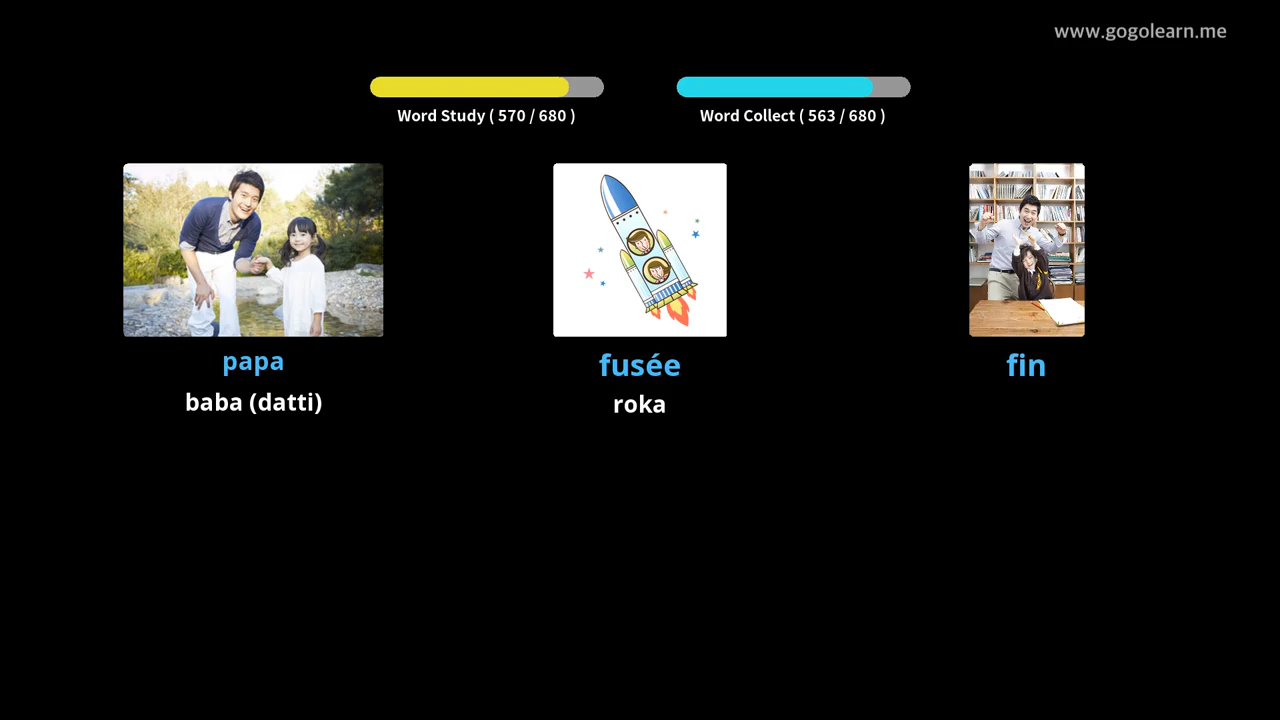 www.gogolearn.me
Word Study ( 570 / 680 )
Word Collect ( 563 / 680 )
papa
baba (datti)
fusée
roka
fin